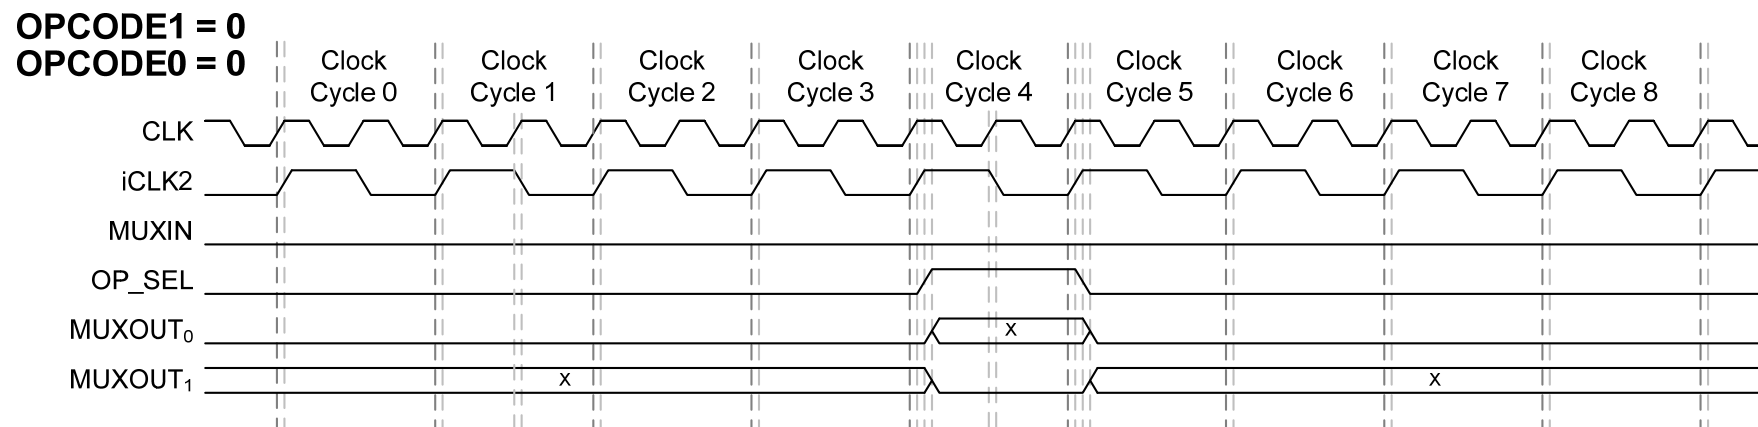 OPCODE1 = 0
OPCODE0 = 0
Clock Cycle 0
Clock Cycle 1
Clock Cycle 2
Clock Cycle 3
Clock Cycle 4
Clock Cycle 5
Clock Cycle 6
Clock Cycle 7
Clock Cycle 8
CLK
iCLK2
MUXIN
OP_SEL
MUXOUT₀
x
MUXOUT₁
x
x